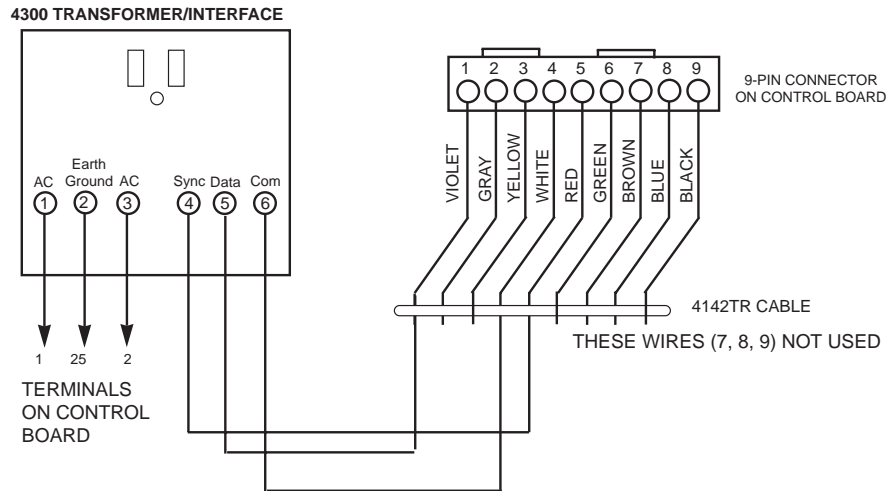 4300 TRANSFORMER/INTERFACE
1 2 3 4 5 6 7 8 9
9-PIN CONNECTOR
ON CONTROL BOARD
VIOLET
GRAY
YELLOW
WHITE
RED
GREEN
BROWN
BLUE
BLACK
Earth
AC Ground AC Sync Data Com
1 2 3 4 5 6
4142TR CABLE
THESE WIRES (7, 8, 9) NOT USED
1 25 2
TERMINALS
ON CONTROL
BOARD